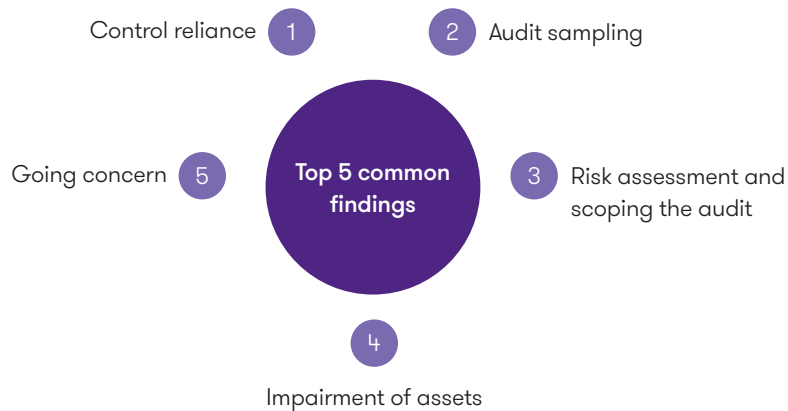 Control reliance
1
2
Audit sampling
Going concern
5
Top 5 common
findings
3
Risk assessment and
scoping the audit
4
Impairment of assets